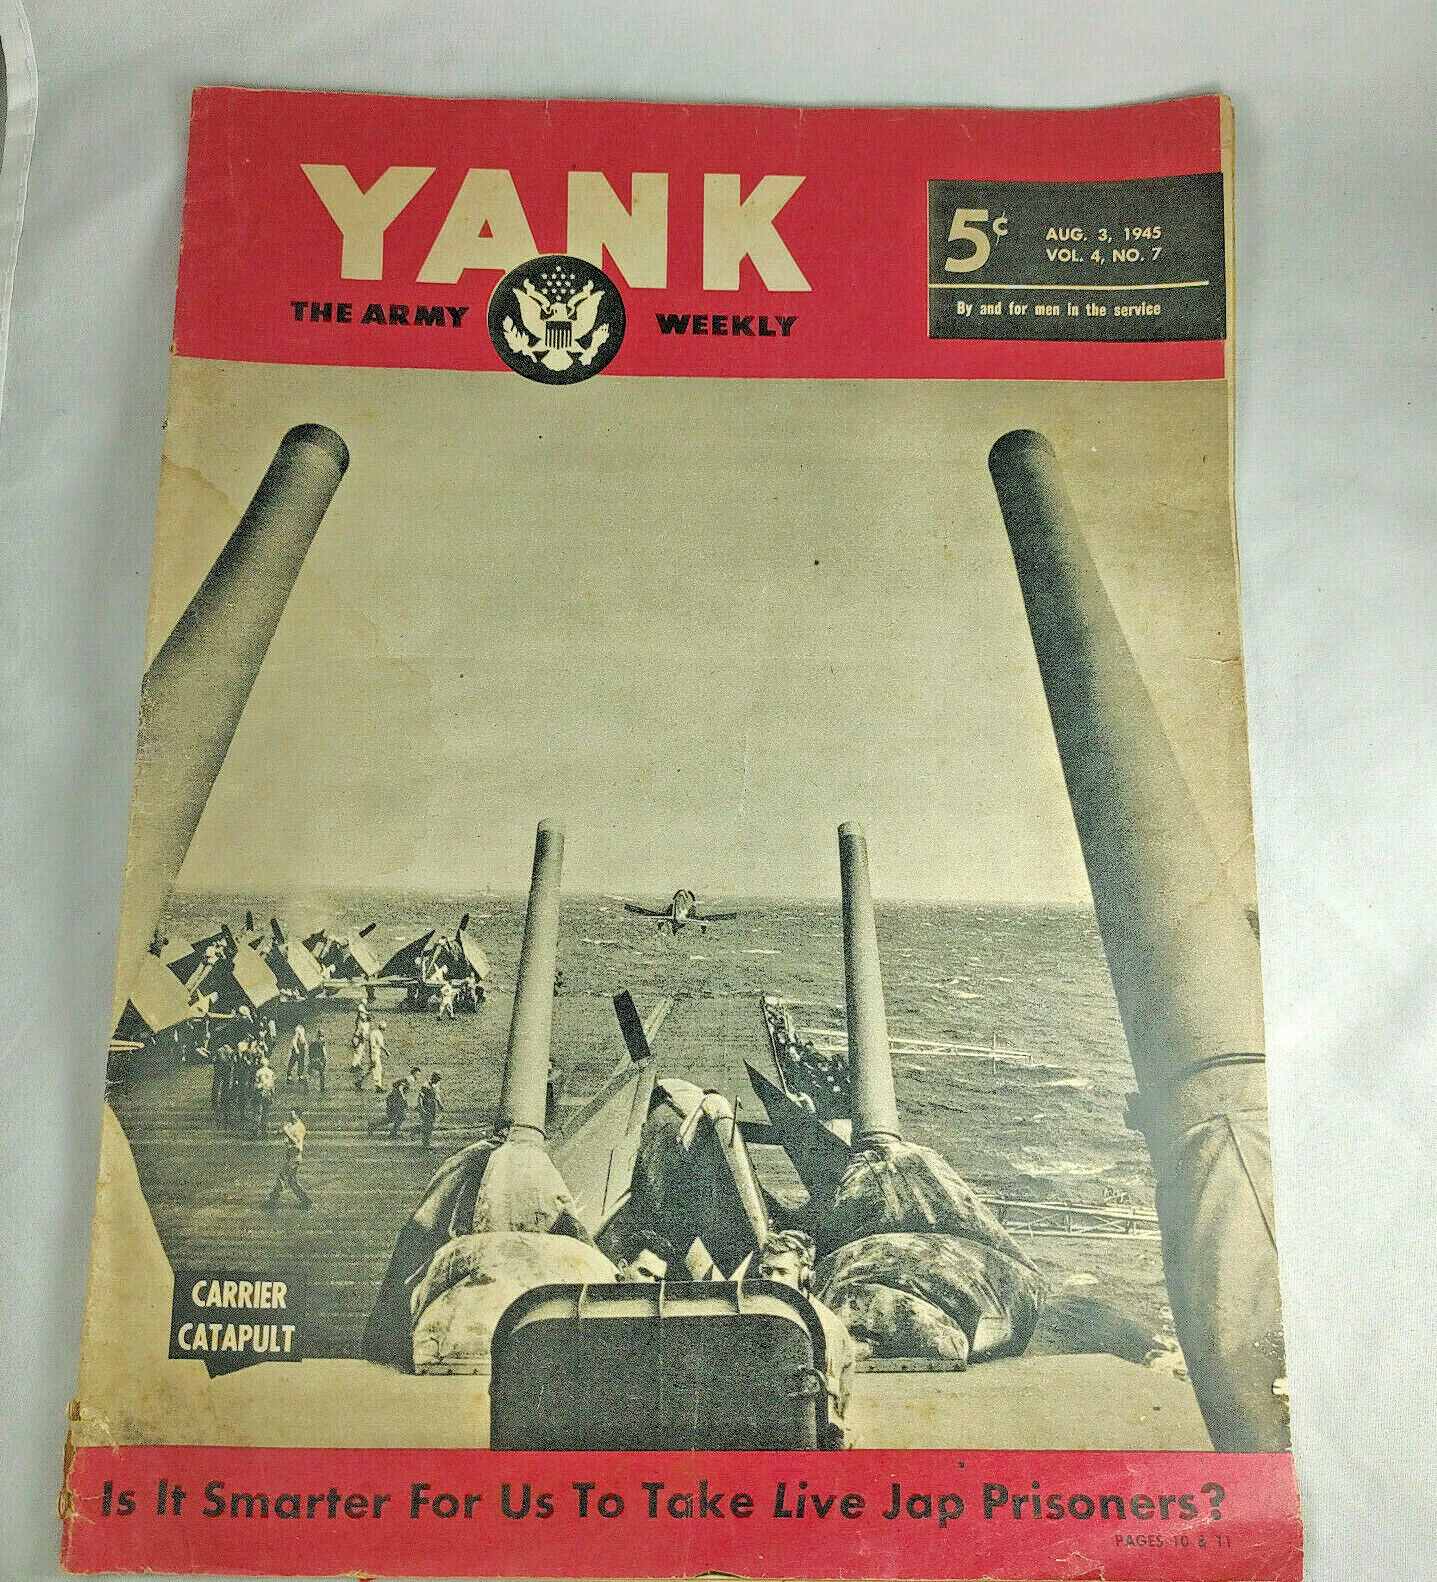 YANK
THE ARMY WEEKLY
5¢
AUG. 3, 1945
VOL. 4, NO. 7
By and for men in the service
CARRIER
CATAPULT
Is It Smarter For Us To Take Live Jap Prisoners?
PAGES 10 & 11